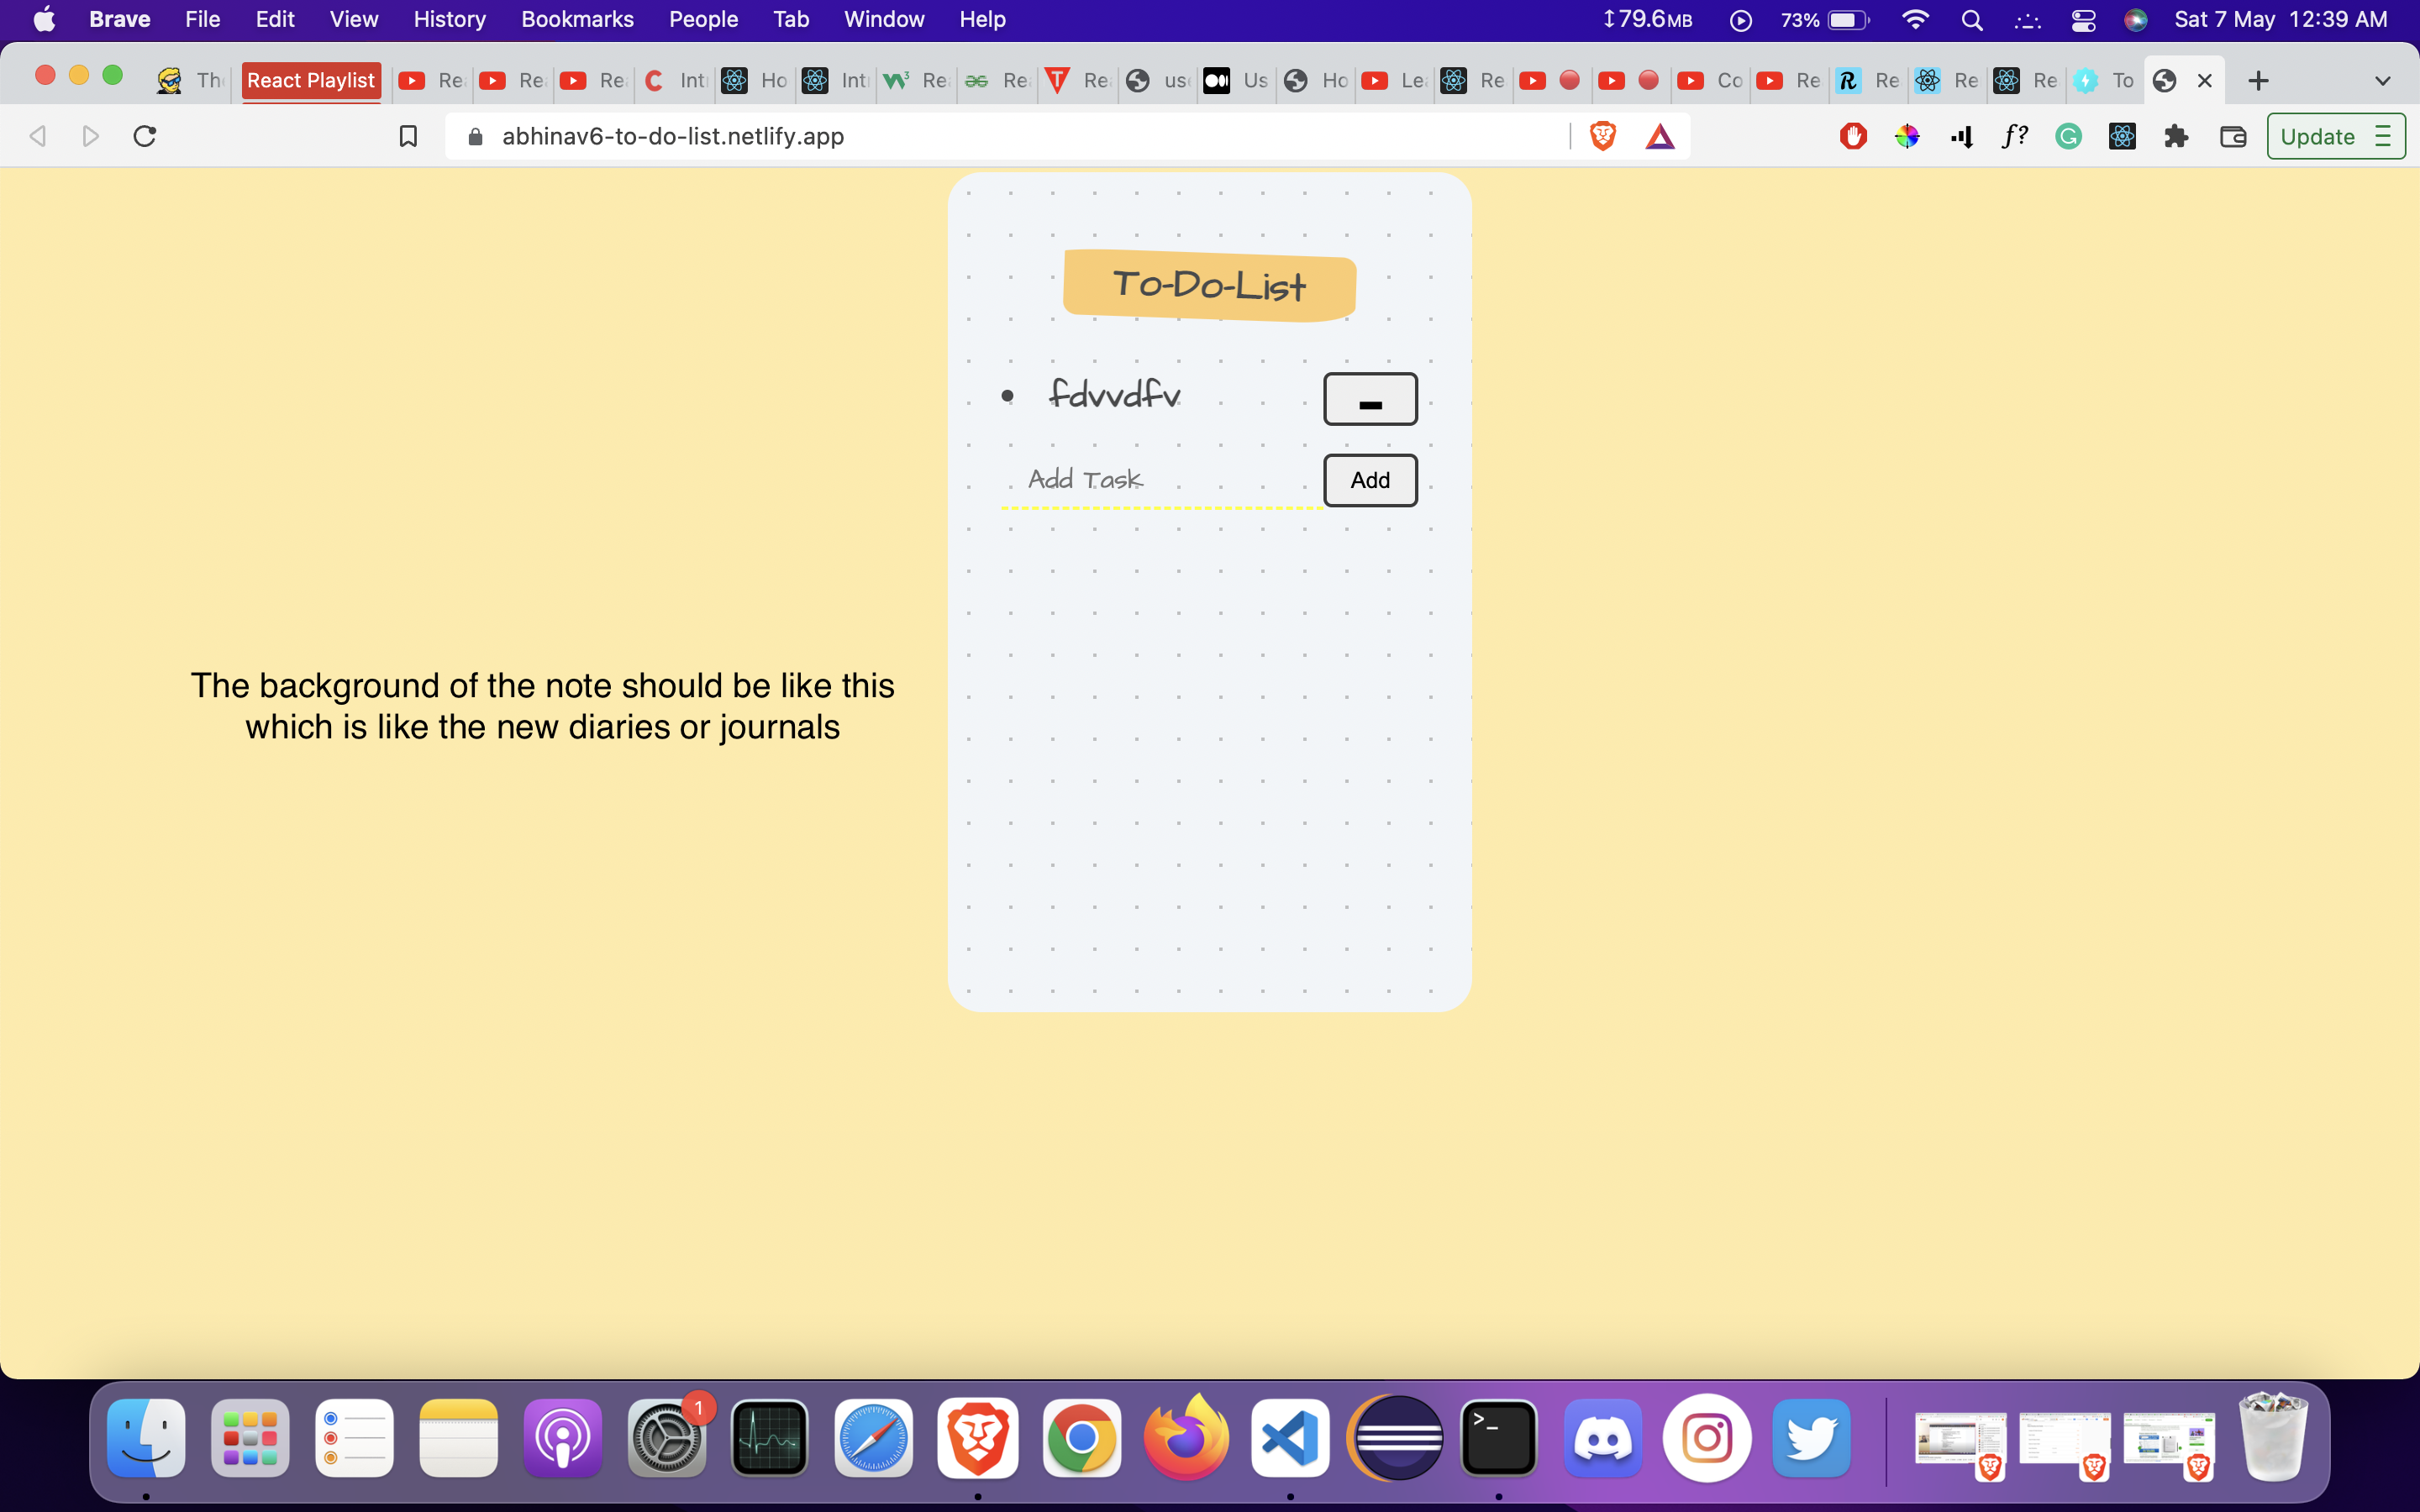 Brave File Edit View History Bookmarks People Tab Window Help ↕79.6MB 73% Sat 7 May 12:39 AM
Th React Playlist Re Re Re Int Ho Int Re Re Re us Us Ho Le Re Co Re Re Re Re To
abhinav6-to-do-list.netlify.app f? Update
To-Do-List
fdvvdfv
Add Task Add
The background of the note should be like this
which is like the new diaries or journals
1